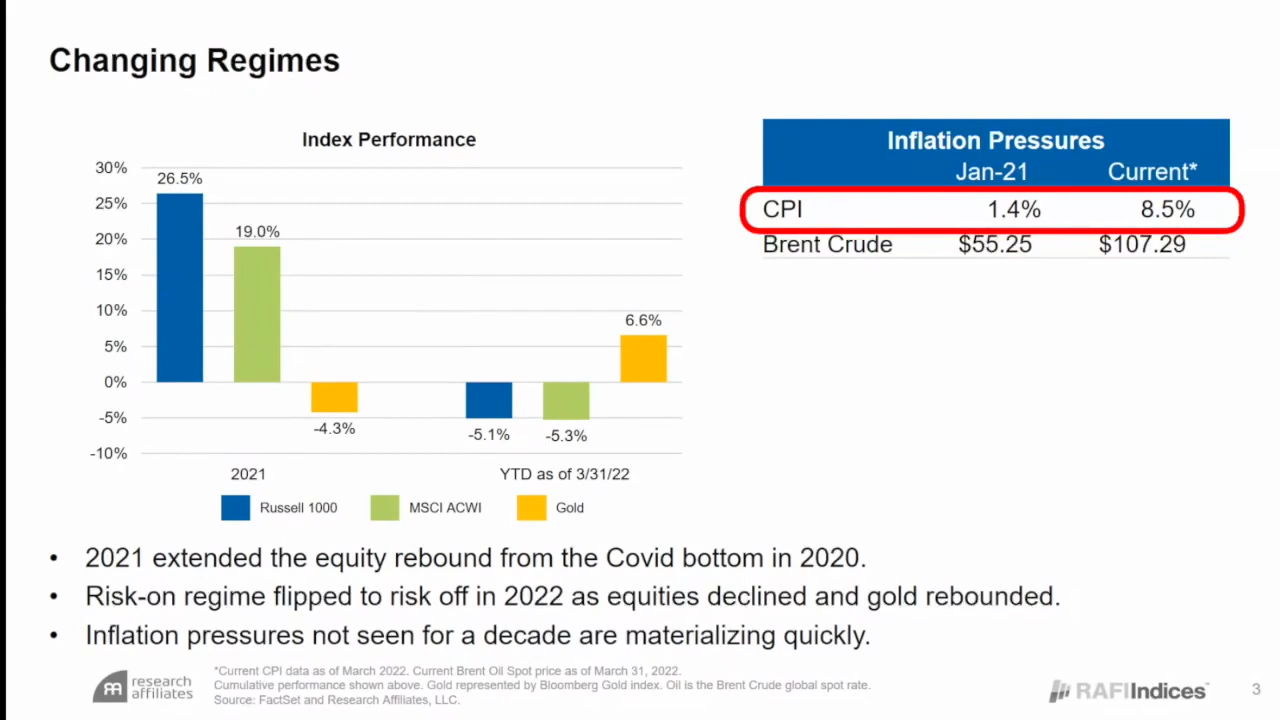 Changing Regimes
Index Performance
30%
25%
20%
15%
10%
5%
0%
-5%
-10%
26.5%
19.0%
-4.3%
-5.1%
-5.3%
6.6%
2021
YTD as of 3/31/22
Russell 1000
MSCI ACWI
Gold
Inflation Pressures
Jan-21 Current*
CPI 1.4% 8.5%
Brent Crude $55.25 $107.29
• 2021 extended the equity rebound from the Covid bottom in 2020.
• Risk-on regime flipped to risk off in 2022 as equities declined and gold rebounded.
• Inflation pressures not seen for a decade are materializing quickly.
research
affiliates
*Current CPI data as of March 2022. Current Brent Oil Spot price as of March 31, 2022.
Cumulative performance shown above. Gold represented by Bloomberg Gold index. Oil is the Brent Crude global spot rate.
Source: FactSet and Research Affiliates, LLC.
RAFI Indices™
3